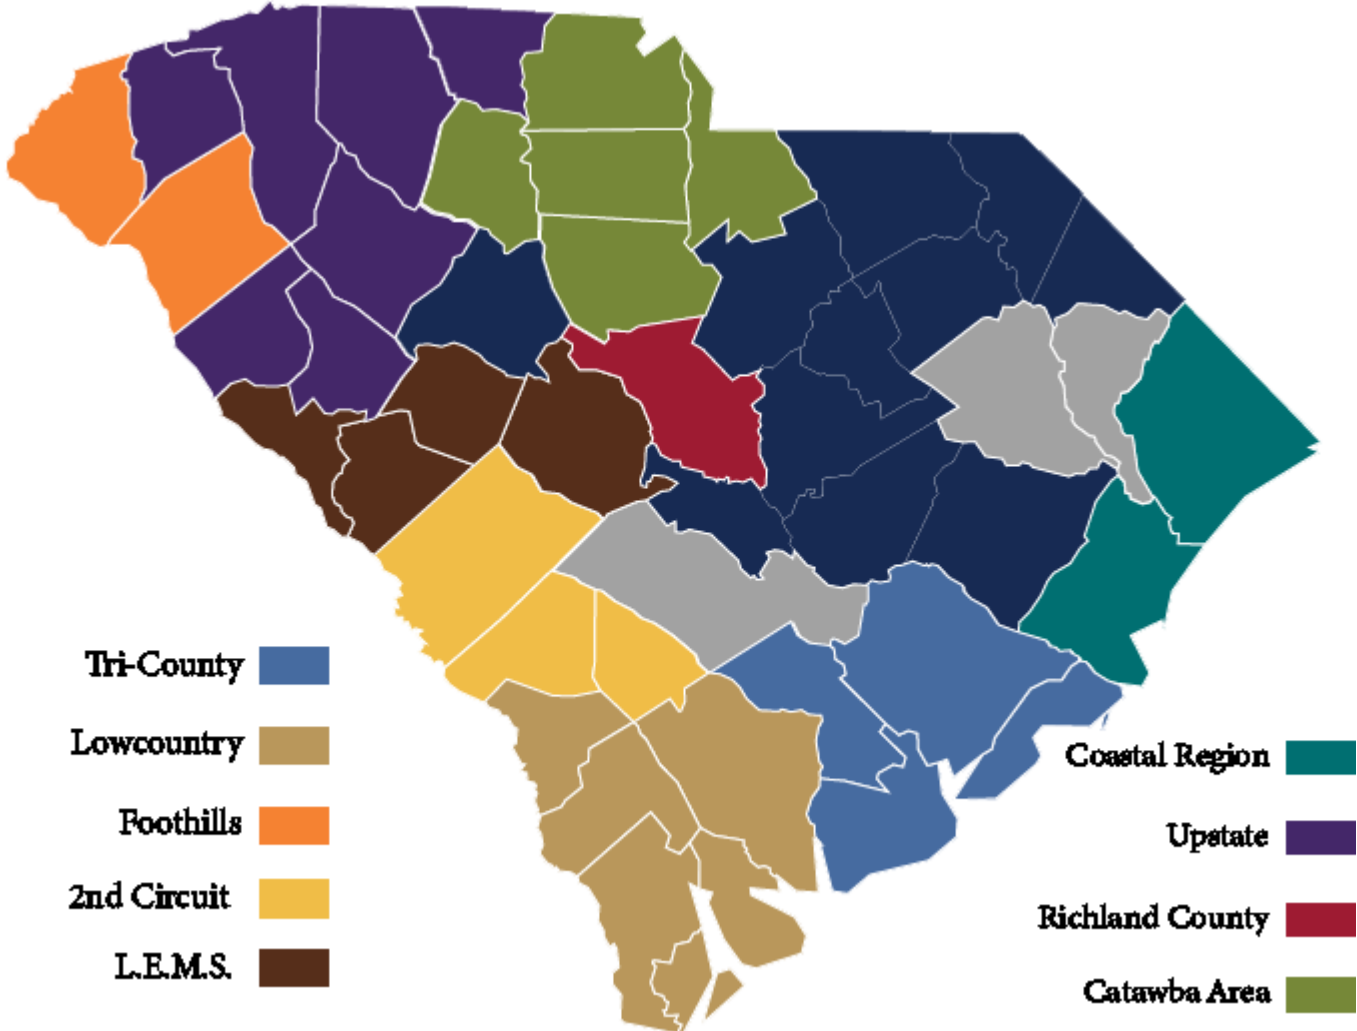 Tri-County
Lowcountry
Foothills
2nd Circuit
L.E.M.S.
Coastal Region
Upstate
Richland County
Catawba Area